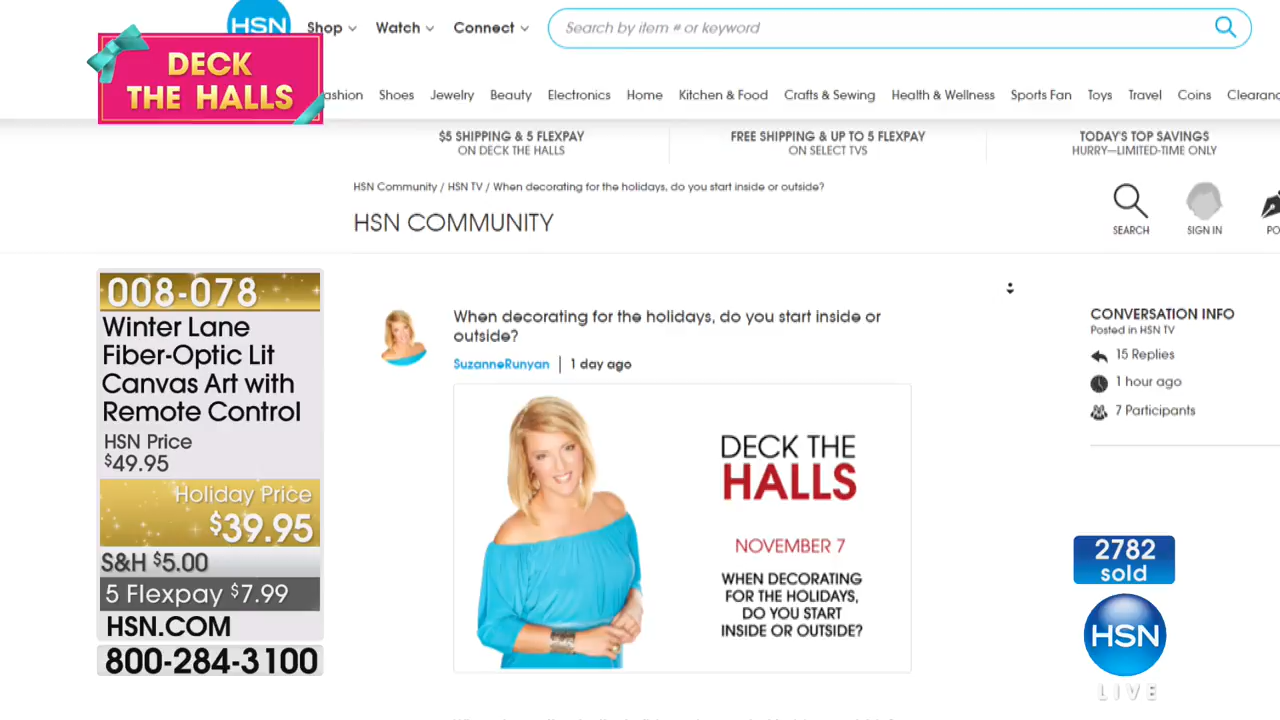 HSN
Shop
Watch
Connect
Search by item # or keyword
DECK
THE HALLS
ashion
Shoes
Jewelry
Beauty
Electronics
Home
Kitchen & Food
Crafts & Sewing
Health & Wellness
Sports Fan
Toys
Travel
Coins
Clearanc
$5 SHIPPING & 5 FLEXPAY
ON DECK THE HALLS
FREE SHIPPING & UP TO 5 FLEXPAY
ON SELECT TVS
TODAY'S TOP SAVINGS
HURRY—LIMITED-TIME ONLY
HSN Community / HSN TV / When decorating for the holidays, do you start inside or outside?
HSN COMMUNITY
SEARCH
SIGN IN
PO
008-078
Winter Lane
Fiber-Optic Lit
Canvas Art with
Remote Control
HSN Price
$49.95
Holiday Price
$39.95
S&H $5.00
5 Flexpay $7.99
HSN.COM
800-284-3100
When decorating for the holidays, do you start inside or
outside?
SuzanneRunyan | 1 day ago
DECK THE
HALLS
NOVEMBER 7
WHEN DECORATING
FOR THE HOLIDAYS,
DO YOU START
INSIDE OR OUTSIDE?
CONVERSATION INFO
Posted in HSN TV
15 Replies
1 hour ago
7 Participants
2782
sold
HSN
LIVE